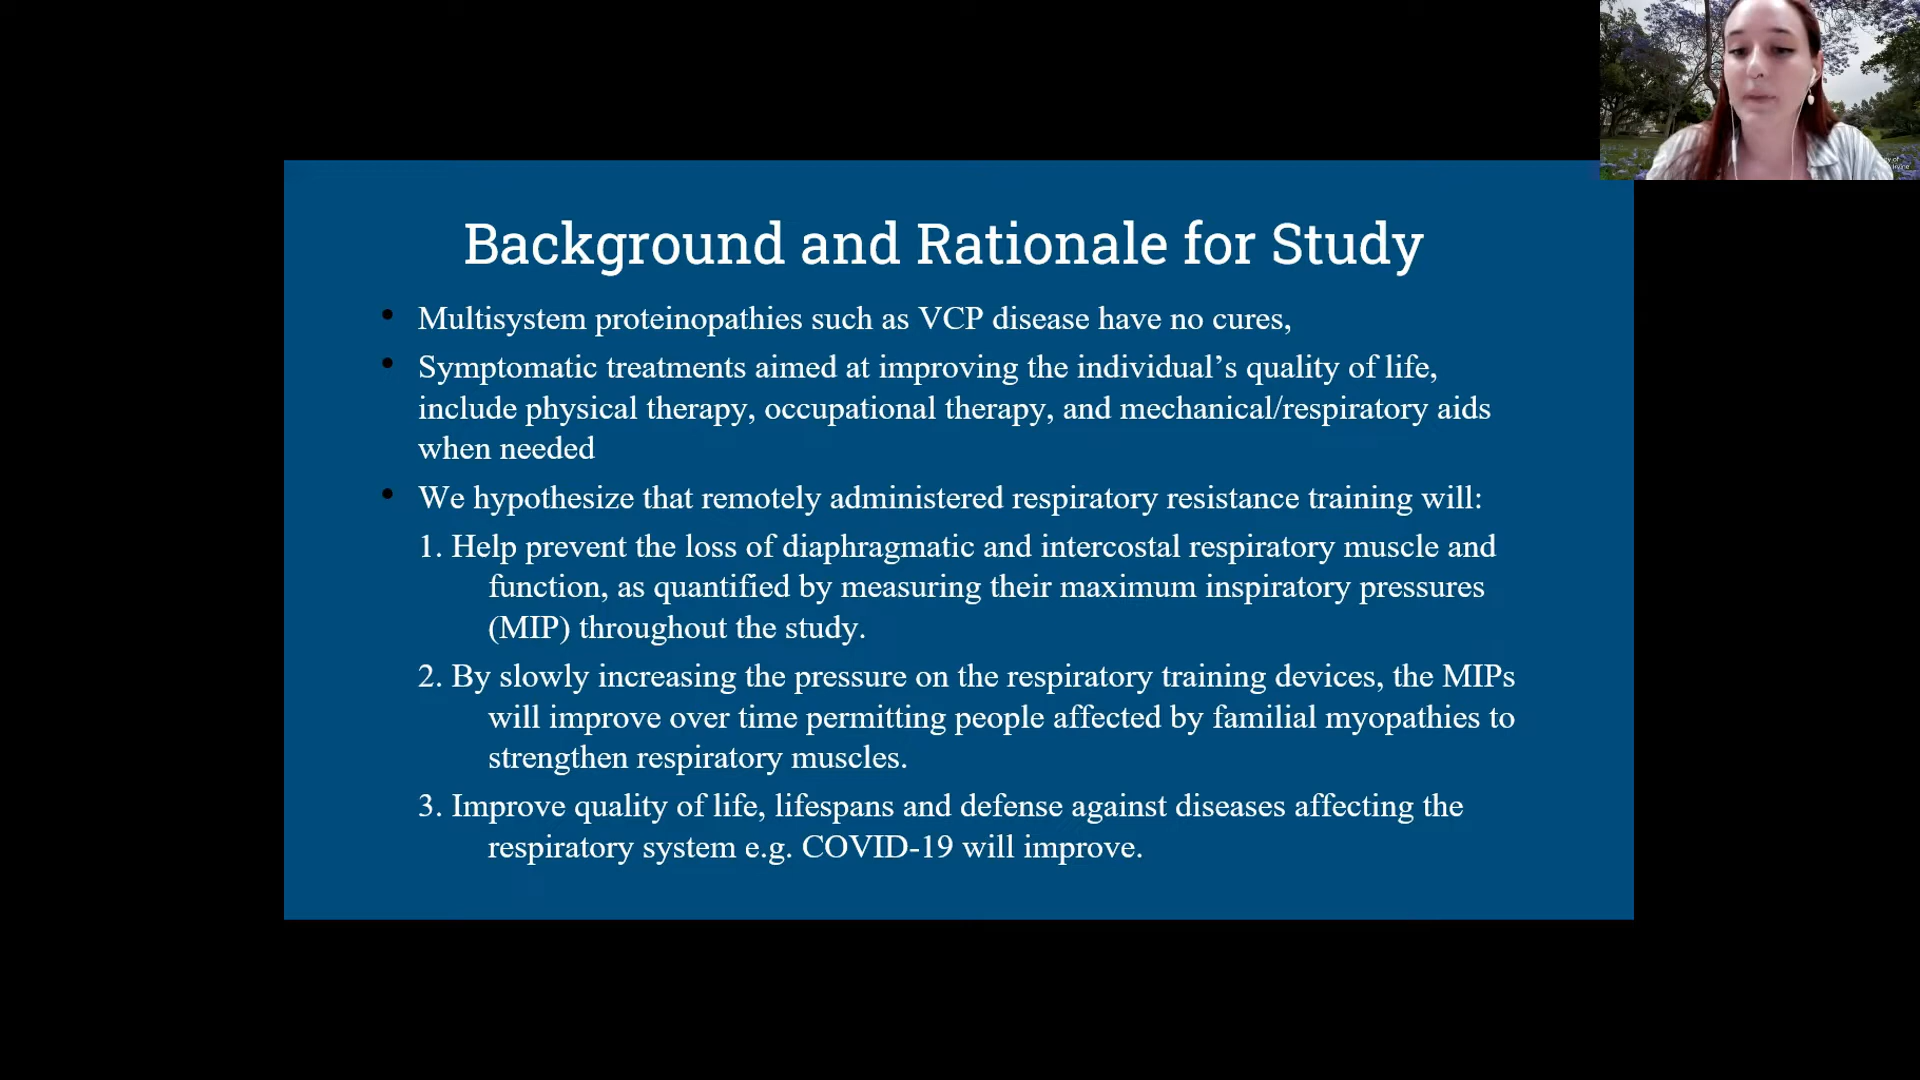 Background and Rationale for Study
• Multisystem proteinopathies such as VCP disease have no cures,
• Symptomatic treatments aimed at improving the individual’s quality of life,
include physical therapy, occupational therapy, and mechanical/respiratory aids
when needed
• We hypothesize that remotely administered respiratory resistance training will:
1. Help prevent the loss of diaphragmatic and intercostal respiratory muscle and
function, as quantified by measuring their maximum inspiratory pressures
(MIP) throughout the study.
2. By slowly increasing the pressure on the respiratory training devices, the MIPs
will improve over time permitting people affected by familial myopathies to
strengthen respiratory muscles.
3. Improve quality of life, lifespans and defense against diseases affecting the
respiratory system e.g. COVID-19 will improve.